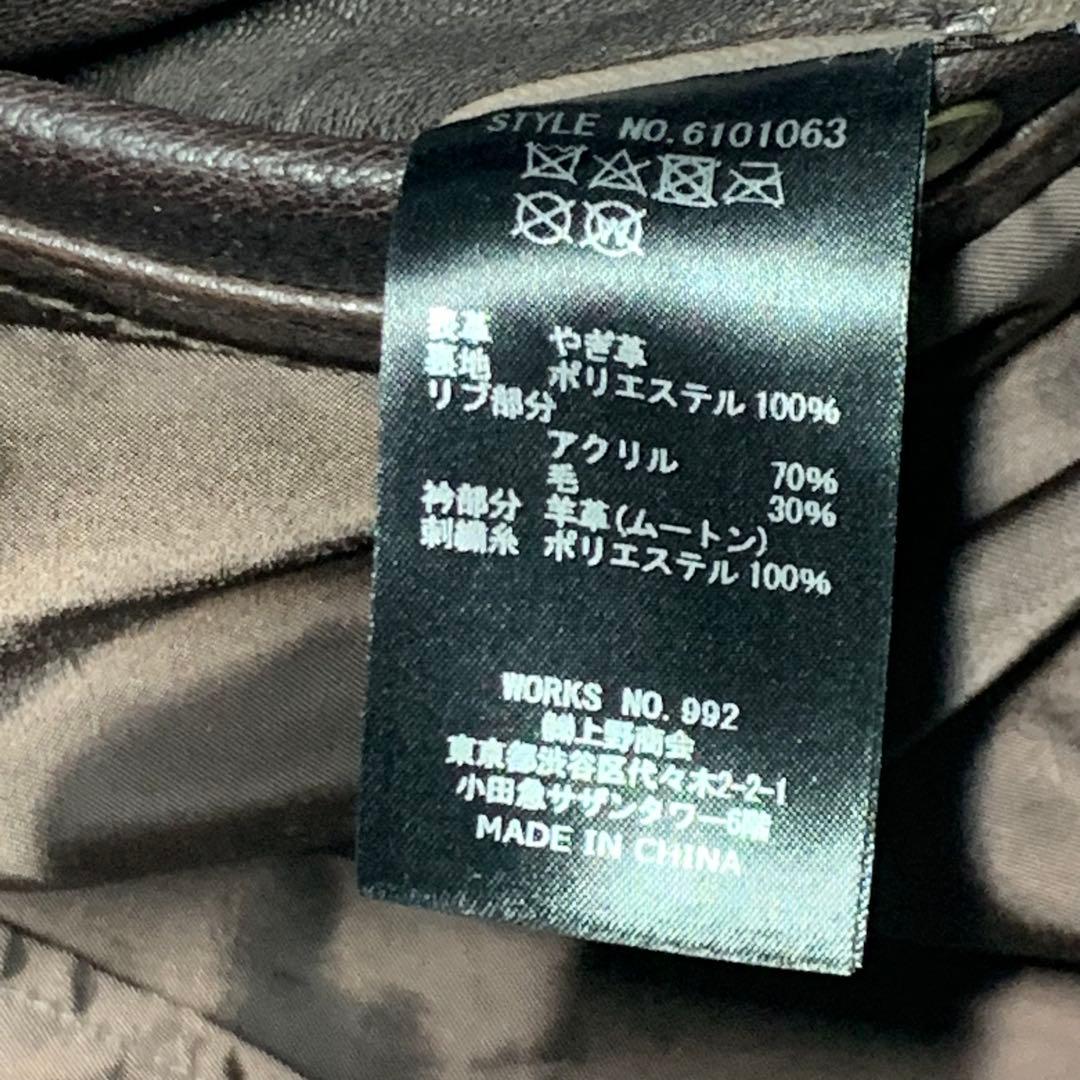 STYLE NO.6101063
表革 やぎ革
裏地 ポリエステル 100%
リブ部分
アクリル 70%
毛 30%
衿部分 羊革(ムートン)
刺繍糸 ポリエステル 100%
WORKS NO. 992
㈱上野商会
東京都渋谷区代々木2-2-1
小田急サザンタワー6階
MADE IN CHINA